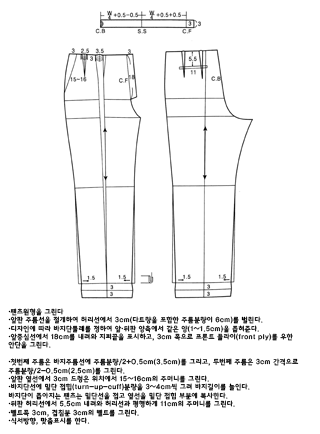 W/4+0.5-0.5 W/4+0.5+0.5
3
3
C.B S.S C.F
3 2.5 3.5
3
15~16
C.F
18
5.5
11
C.B
1.5 1.5 1.5 1.5
3
3
3
3
·팬츠원형을 그린다
·앞판 주름선을 절개하여 허리선에서 3cm(다트량을 포함한 주름분량이 6cm)를 벌린다.
·디자인에 따라 바지단둘레를 정하여 앞·뒤판 양쪽에서 같은 양(1~1.5cm)을 좁혀준다.
·앞중심선에서 18cm를 내려와 지퍼끝을 표시하고, 3cm 폭으로 프론트 플라이(front ply)를 위한
안단을 그린다.
·첫번째 주름은 바지주름선에 주름분량/2+0.5cm(3.5cm)를 그리고, 두번째 주름은 3cm 간격으로
주름분량/2-0.5cm(2.5cm)를 그린다.
·앞판 옆선에서 3cm 드렁온 위치에서 15~16cm의 주머니를 그린다.
·바지단선에 밑단 접힘(turn-up-cuff)분량을 3~4cm씩 그려 바지길이를 늘인다.
바지단이 좁아지는 팬츠는 밑단선을 접고 옆선을 밑단 접힘 부분에 복사한다.
·뒤판 허리선에서 5.5cm 내려와 허리선과 평행하게 11cm의 주머니를 그린다.
·벨트폭 3cm, 겹침분 3cm의 벨트를 그린다.
·식서방향, 맞춤표시를 한다.